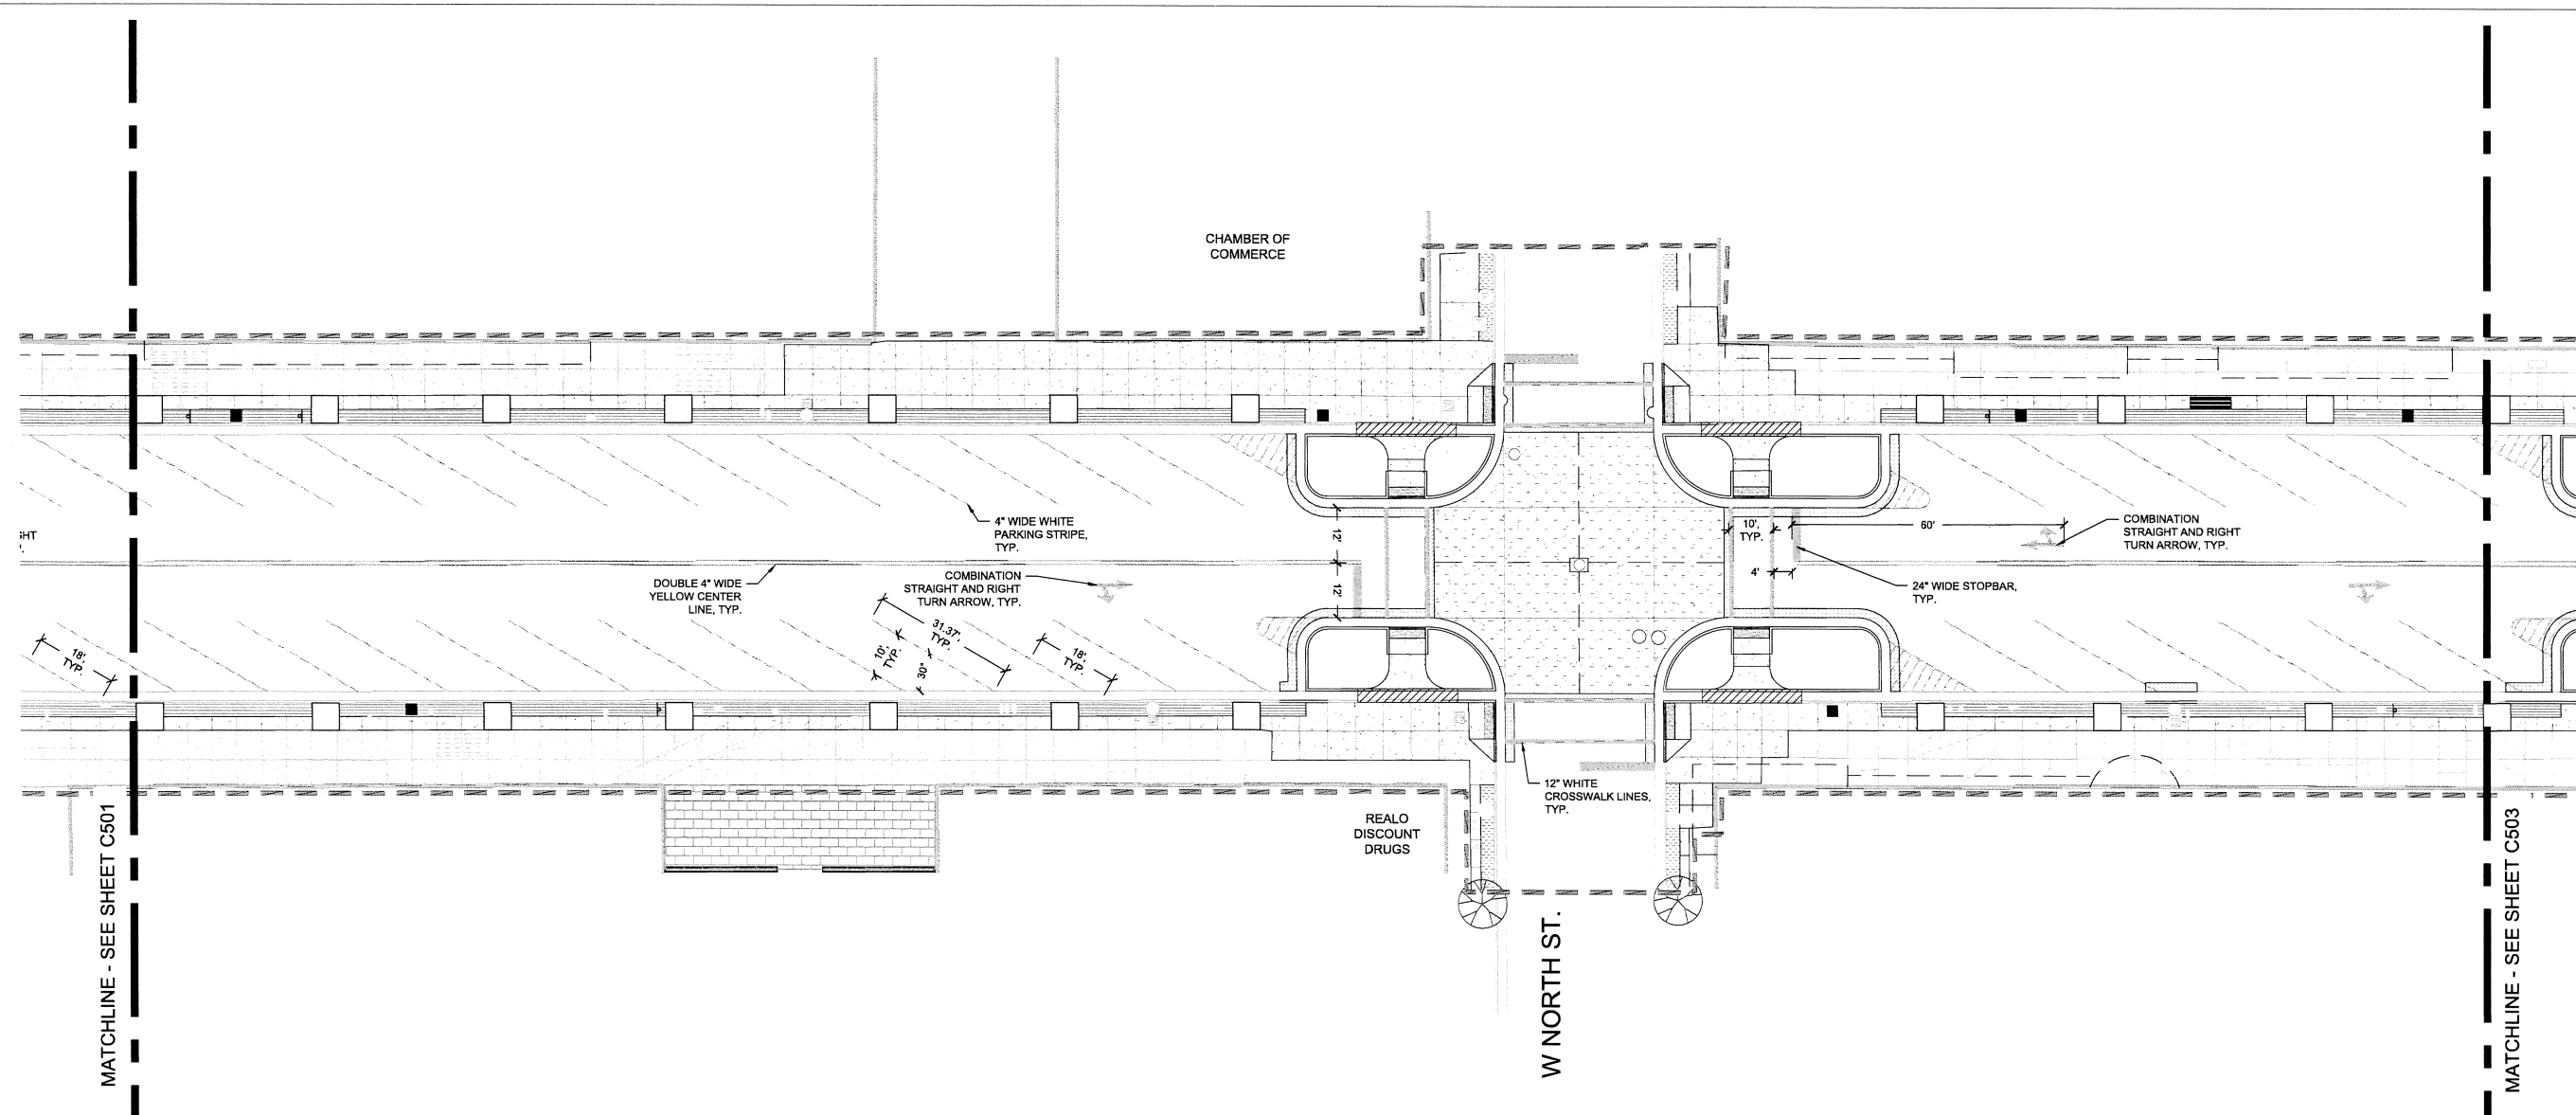 CHAMBER OF
COMMERCE
4" WIDE WHITE
PARKING STRIPE,
TYP.
12'
12'
10',
TYP.
60'
4'
COMBINATION
STRAIGHT AND RIGHT
TURN ARROW, TYP.
24" WIDE STOPBAR,
TYP.
DOUBLE 4" WIDE
YELLOW CENTER
LINE, TYP.
COMBINATION
STRAIGHT AND RIGHT
TURN ARROW, TYP.
18',
TYP.
10',
TYP.
30°
31.37',
TYP.
18',
TYP.
12" WHITE
CROSSWALK LINES,
TYP.
REALO
DISCOUNT
DRUGS
W NORTH ST.
MATCHLINE - SEE SHEET C501
MATCHLINE - SEE SHEET C503